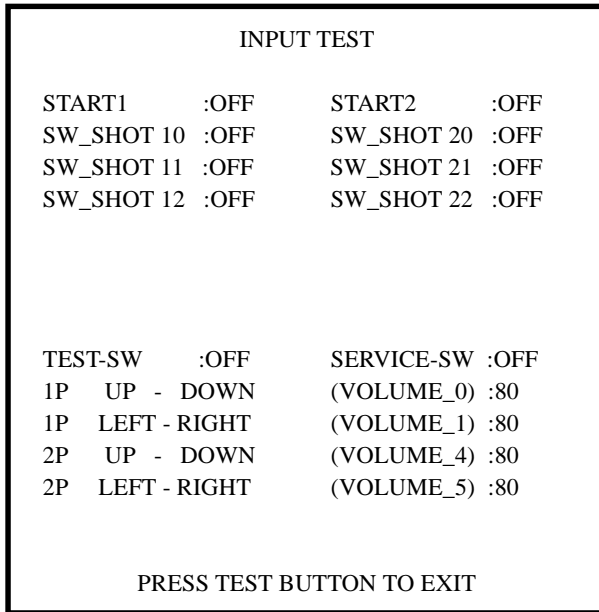 INPUT TEST
START1 :OFF START2 :OFF
SW_SHOT 10 :OFF SW_SHOT 20 :OFF
SW_SHOT 11 :OFF SW_SHOT 21 :OFF
SW_SHOT 12 :OFF SW_SHOT 22 :OFF
TEST-SW :OFF SERVICE-SW :OFF
1P UP - DOWN (VOLUME_0) :80
1P LEFT - RIGHT (VOLUME_1) :80
2P UP - DOWN (VOLUME_4) :80
2P LEFT - RIGHT (VOLUME_5) :80
PRESS TEST BUTTON TO EXIT